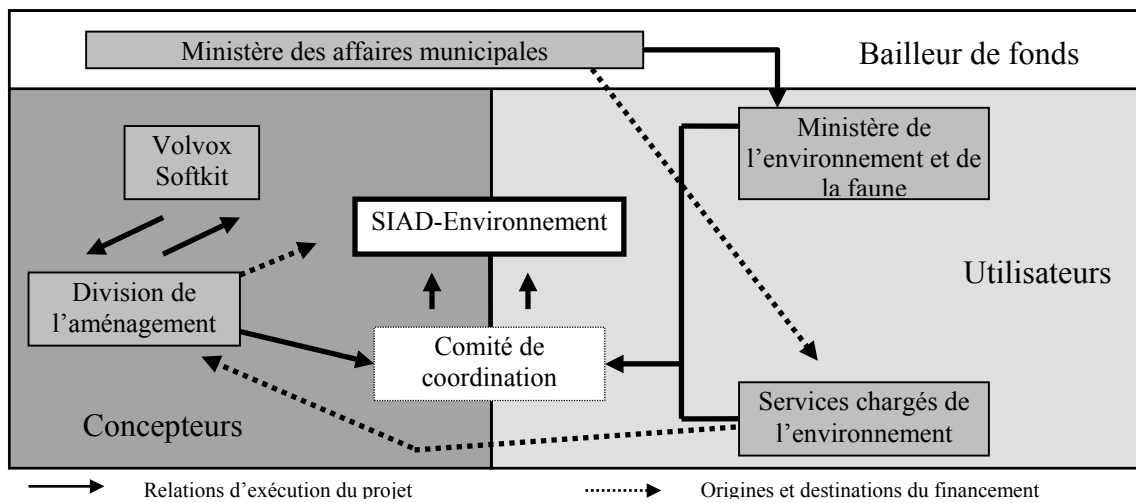 Ministère des affaires municipales
Bailleur de fonds
Volvox
Softkit
Ministère de
l'environnement et de
la faune
SIAD-Environnement
Utilisateurs
Division de
l'aménagement
Comité de
coordination
Concepteurs
Services chargés de
l'environnement
Relations d'exécution du projet
Origines et destinations du financement